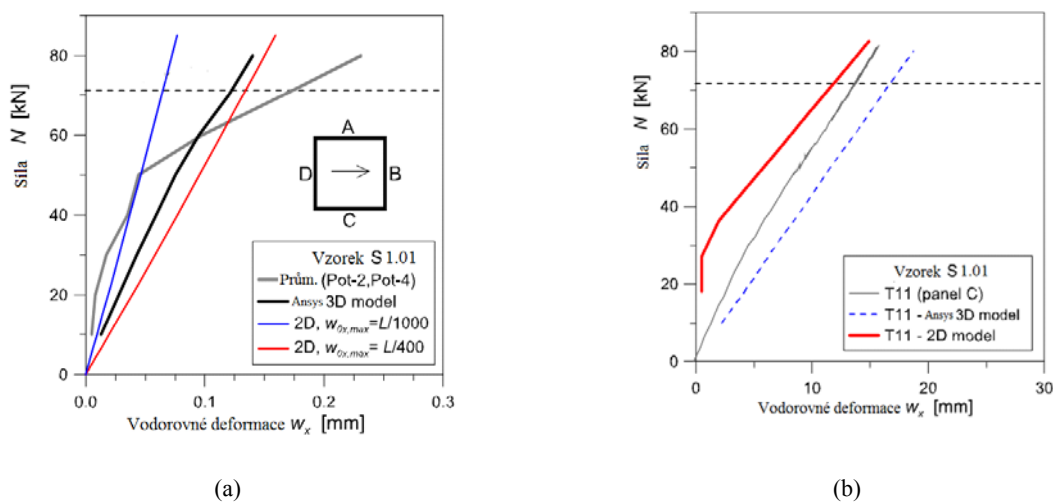 80
60
40
20
0
Síla N [kN]
A
D
B
C
Vzorek S 1.01
Prům. (Pot-2,Pot-4)
Ansys 3D model
2D, w0x,max=L/1000
2D, w0x,max= L/400
0.0
0.1
0.2
0.3
Vodorovné deformace wx [mm]
(a)
80
60
40
20
0
Síla N [kN]
Vzorek S 1.01
T11 (panel C)
T11 - Ansys 3D model
T11 - 2D model
0
10
20
30
Vodorovné deformace wx [mm]
(b)